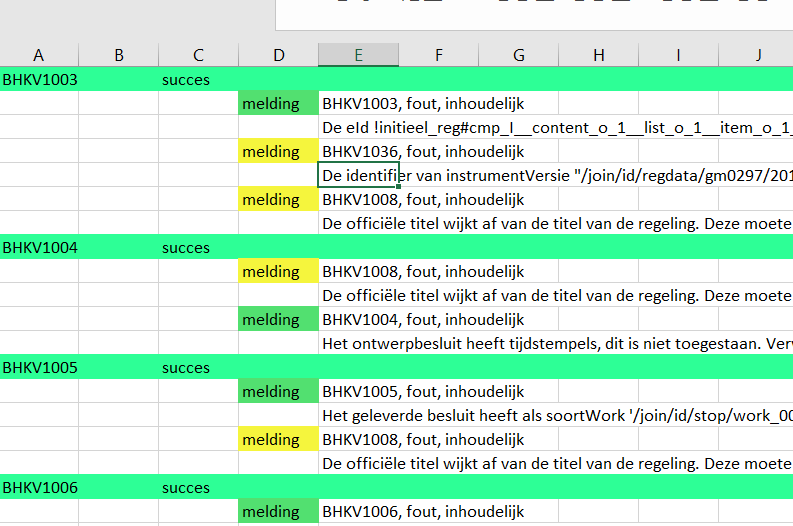 A B C D E F G H I J
BHKV1003 succes
melding BHKV1003, fout, inhoudelijk
De eId !initieel_reg#cmp_I__content_o_1__list_o_1__item_o_1_
melding BHKV1036, fout, inhoudelijk
De identifier van instrumentVersie "/join/id/regdata/gm0297/201
melding BHKV1008, fout, inhoudelijk
De officiële titel wijkt af van de titel van de regeling. Deze moete
BHKV1004 succes
melding BHKV1008, fout, inhoudelijk
De officiële titel wijkt af van de titel van de regeling. Deze moete
melding BHKV1004, fout, inhoudelijk
Het ontwerpbesluit heeft tijdstempels, dit is niet toegestaan. Verw
BHKV1005 succes
melding BHKV1005, fout, inhoudelijk
Het geleverde besluit heeft als soortWork '/join/id/stop/work_00
melding BHKV1008, fout, inhoudelijk
De officiële titel wijkt af van de titel van de regeling. Deze moete
BHKV1006 succes
melding BHKV1006, fout, inhoudelijk